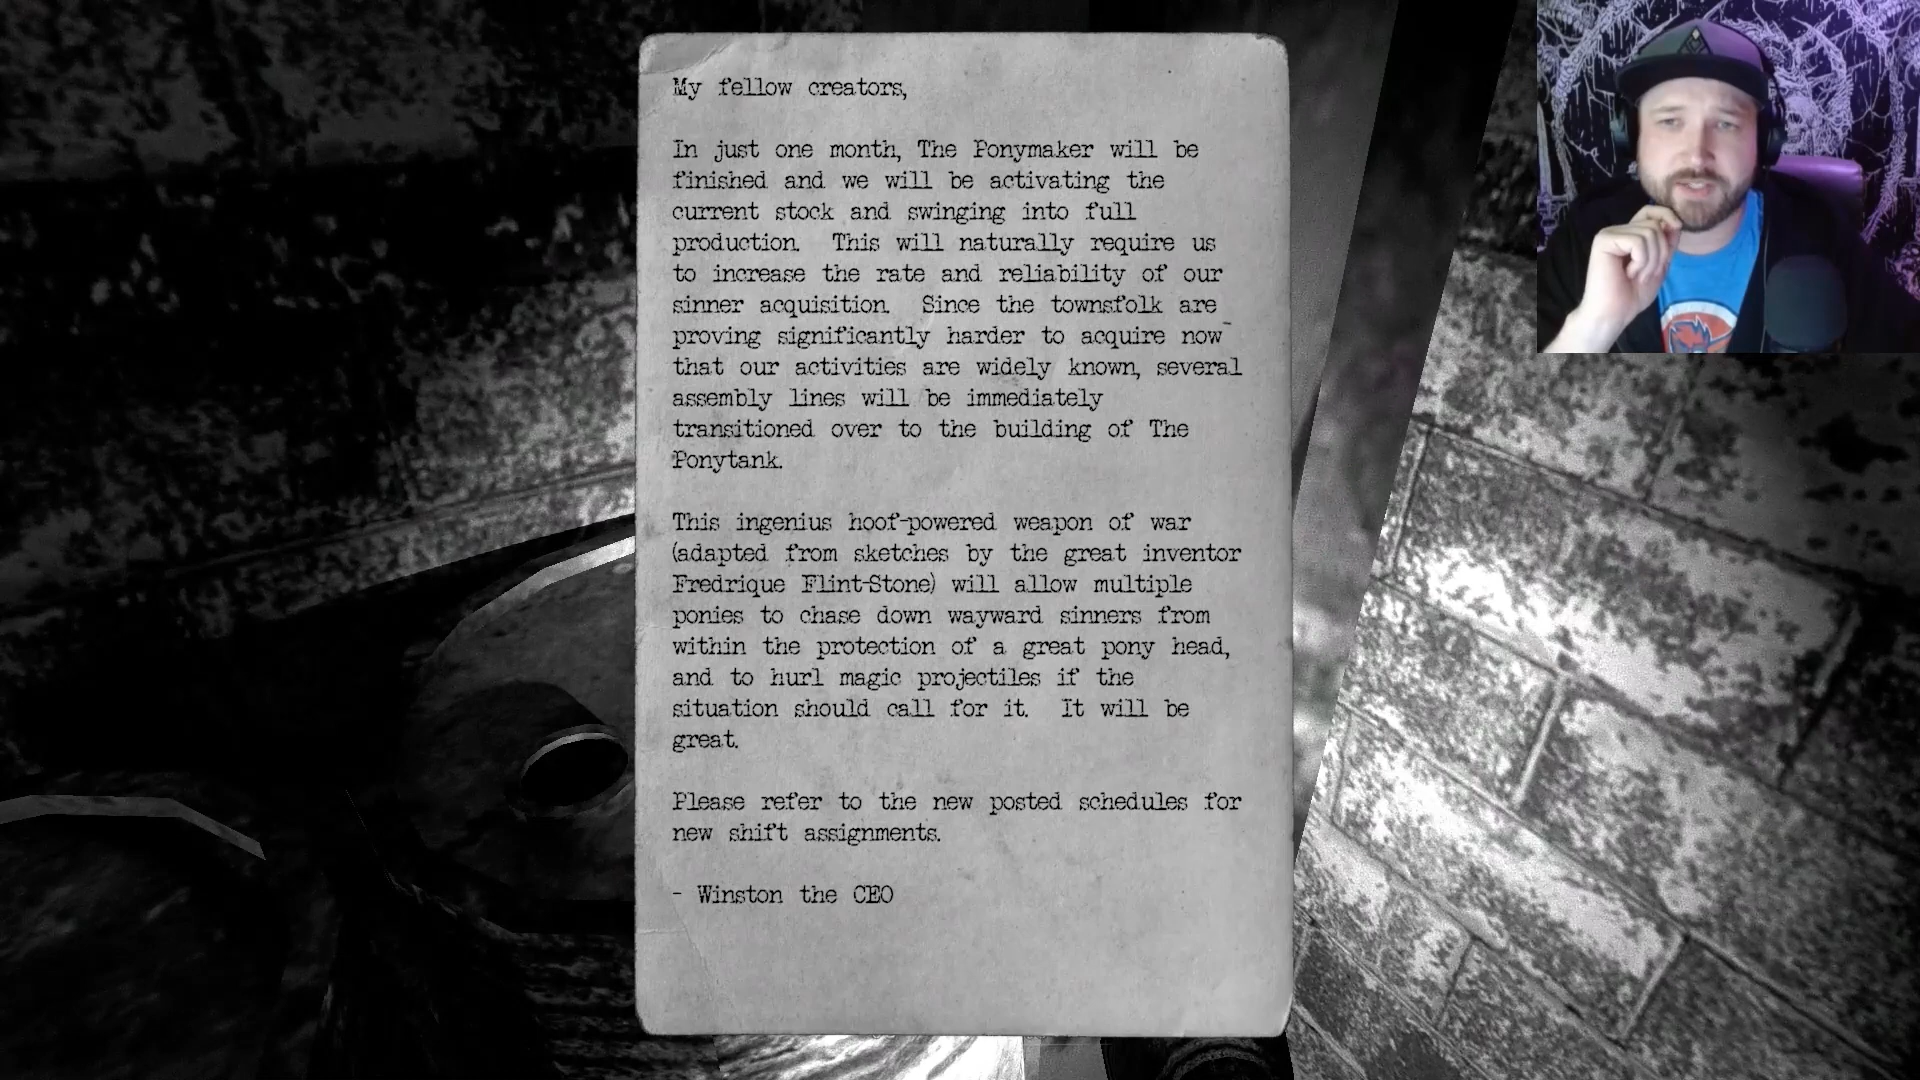 My fellow creators,
In just one month, The Ponymaker will be
finished and we will be activating the
current stock and swinging into full
production.  This will naturally require us
to increase the rate and reliability of our
sinner acquisition.  Since the townsfolk are
proving significantly harder to acquire now
that our activities are widely known, several
assembly lines will be immediately
transitioned over to the building of The
Ponytank.
This ingenius hoof-powered weapon of war
(adapted from sketches by the great inventor
Fredrique Flint-Stone) will allow multiple
ponies to chase down wayward sinners from
within the protection of a great pony head,
and to hurl magic projectiles if the
situation should call for it.  It will be
great.
Please refer to the new posted schedules for
new shift assignments.
- Winston the CEO